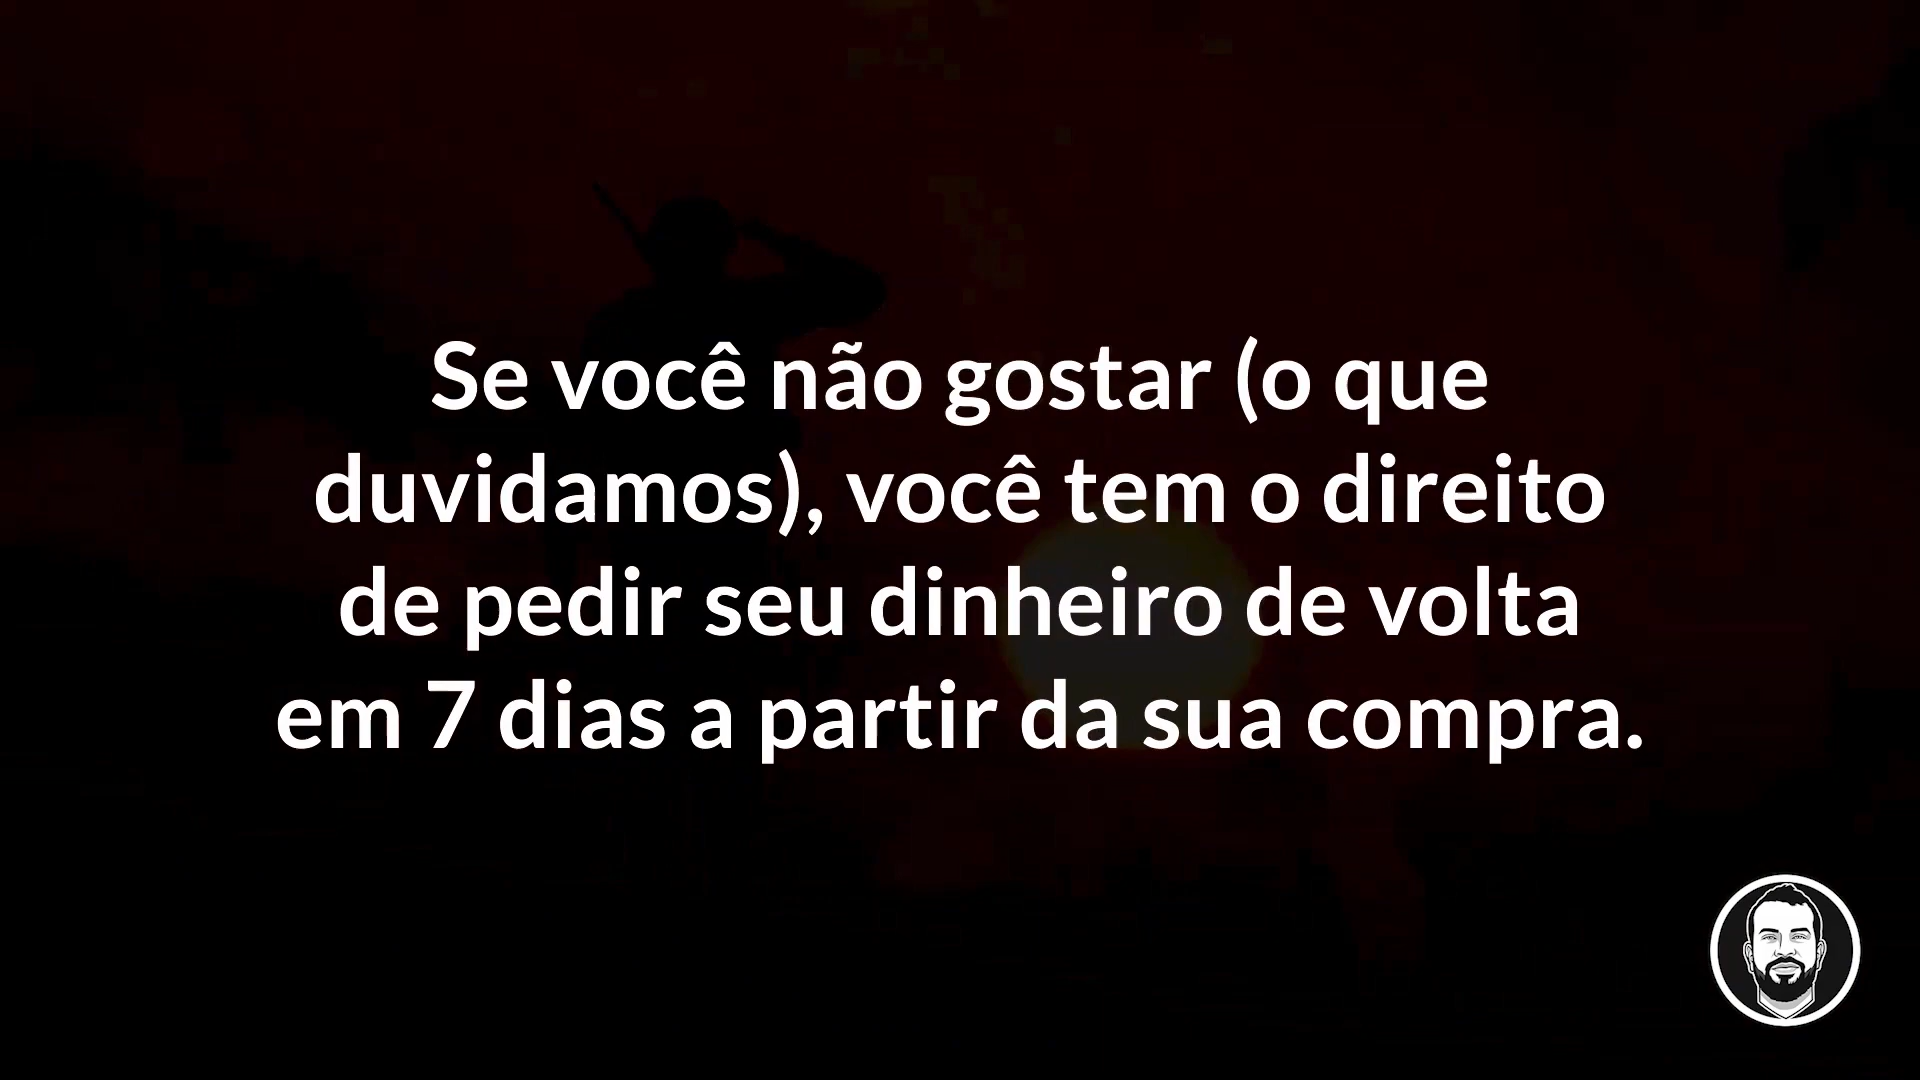 Se você não gostar (o que
duvidamos), você tem o direito
de pedir seu dinheiro de volta
em 7 dias a partir da sua compra.